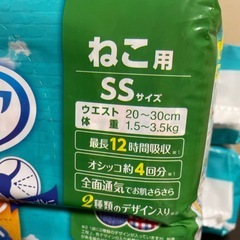 ねこ用
SSサイズ
ウエスト 20~30cm
体重 1.5~3.5kg
最長12時間吸収
オシッコ約4回分
全面通気でお肌さらさら
2種類のデザイン入り